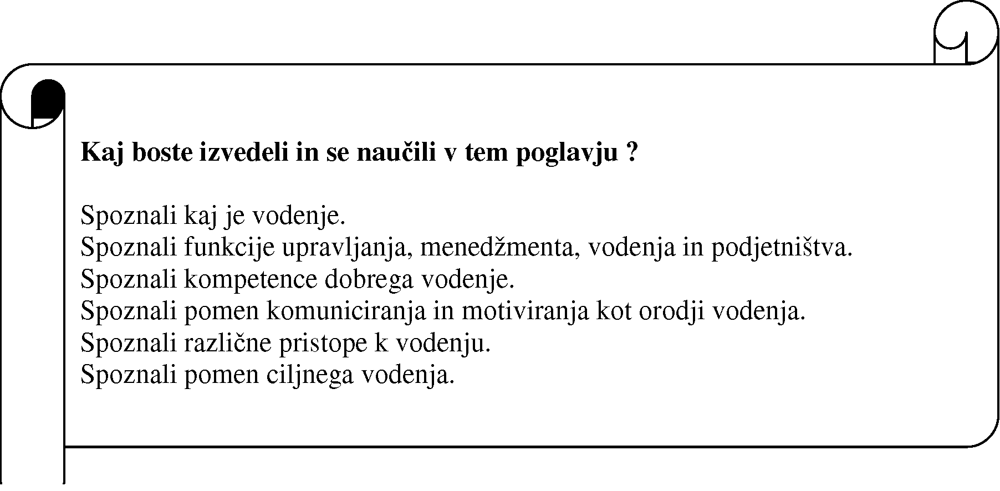 Kaj boste izvedeli in se naučili v tem poglavju ?
Spoznali kaj je vodenje.
Spoznali funkcije upravljanja, menedžmenta, vodenja in podjetništva.
Spoznali kompetence dobrega vodenje.
Spoznali pomen komuniciranja in motiviranja kot orodji vodenja.
Spoznali različne pristope k vodenju.
Spoznali pomen ciljnega vodenja.